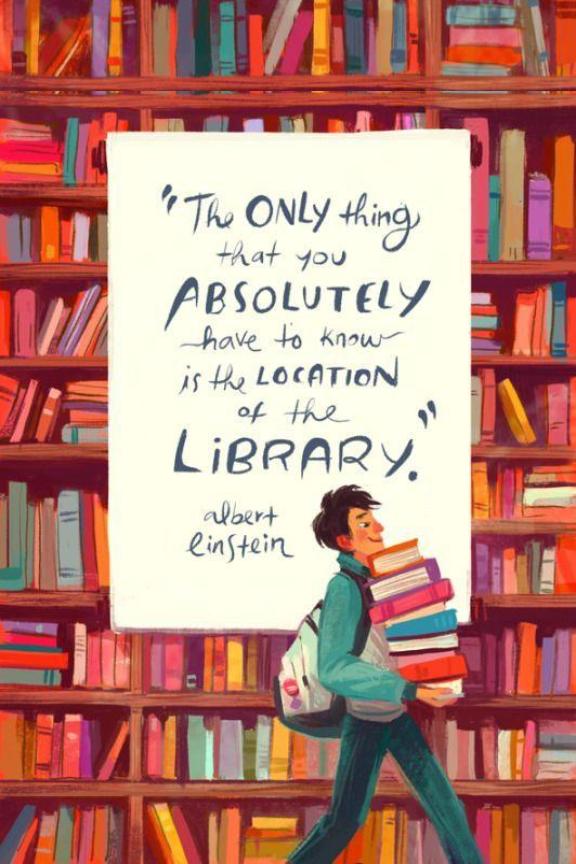 "The ONLY thing
that you
ABSOLUTELY
have to know
is the LOCATION
of the
LiBRARY."
albert
Einstein